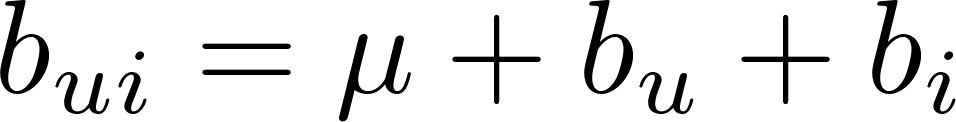 b_{ui} = μ + b_u + b_i